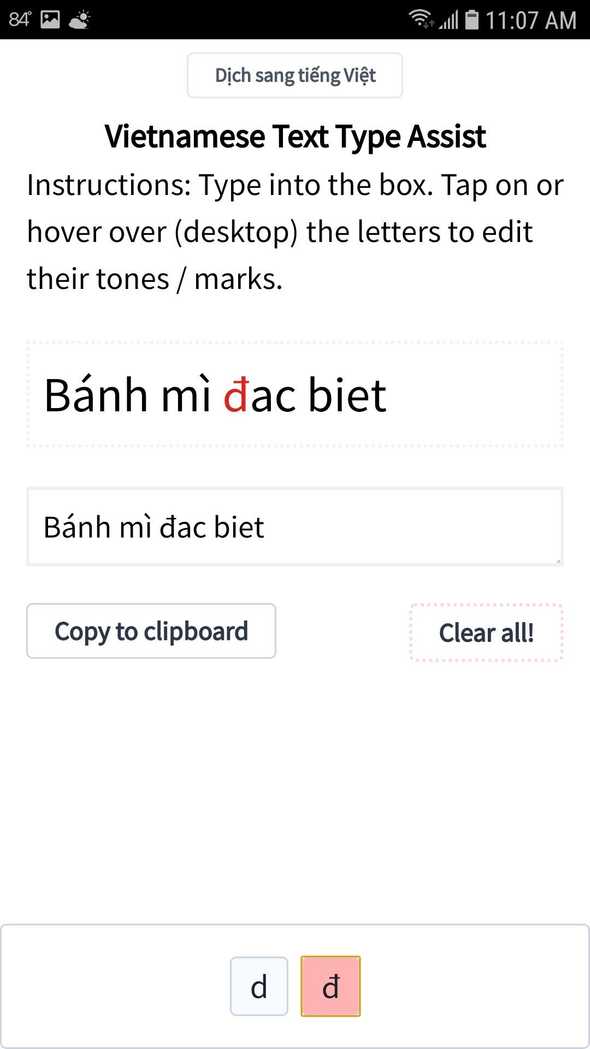 84° 11:07 AM
Dịch sang tiếng Việt
Vietnamese Text Type Assist
Instructions: Type into the box. Tap on or
hover over (desktop) the letters to edit
their tones / marks.
Bánh mì đac biet
Bánh mì đac biet
Copy to clipboard Clear all!
d đ